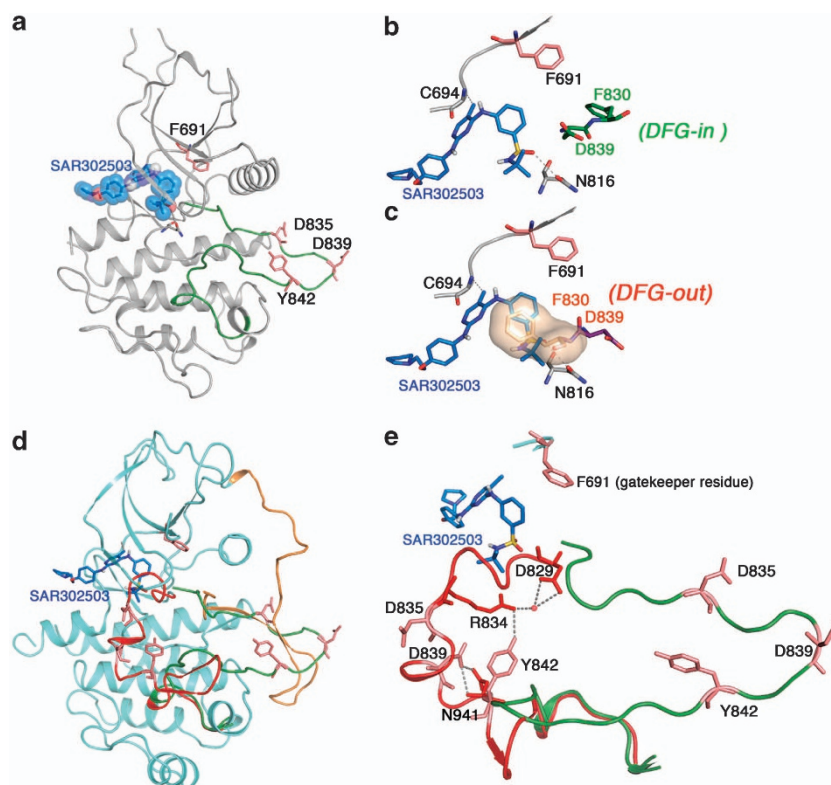 a
F691
SAR302503
D835
D839
Y842
b
C694
F691
F830
(DFG-in )
D839
SAR302503
N816
c
C694
F691
F830
(DFG-out)
D839
SAR302503
N816
d
SAR302503
e
F691 (gatekeeper residue)
SAR302503
D829
D835
D835
R834
D839
D839
Y842
Y842
N941